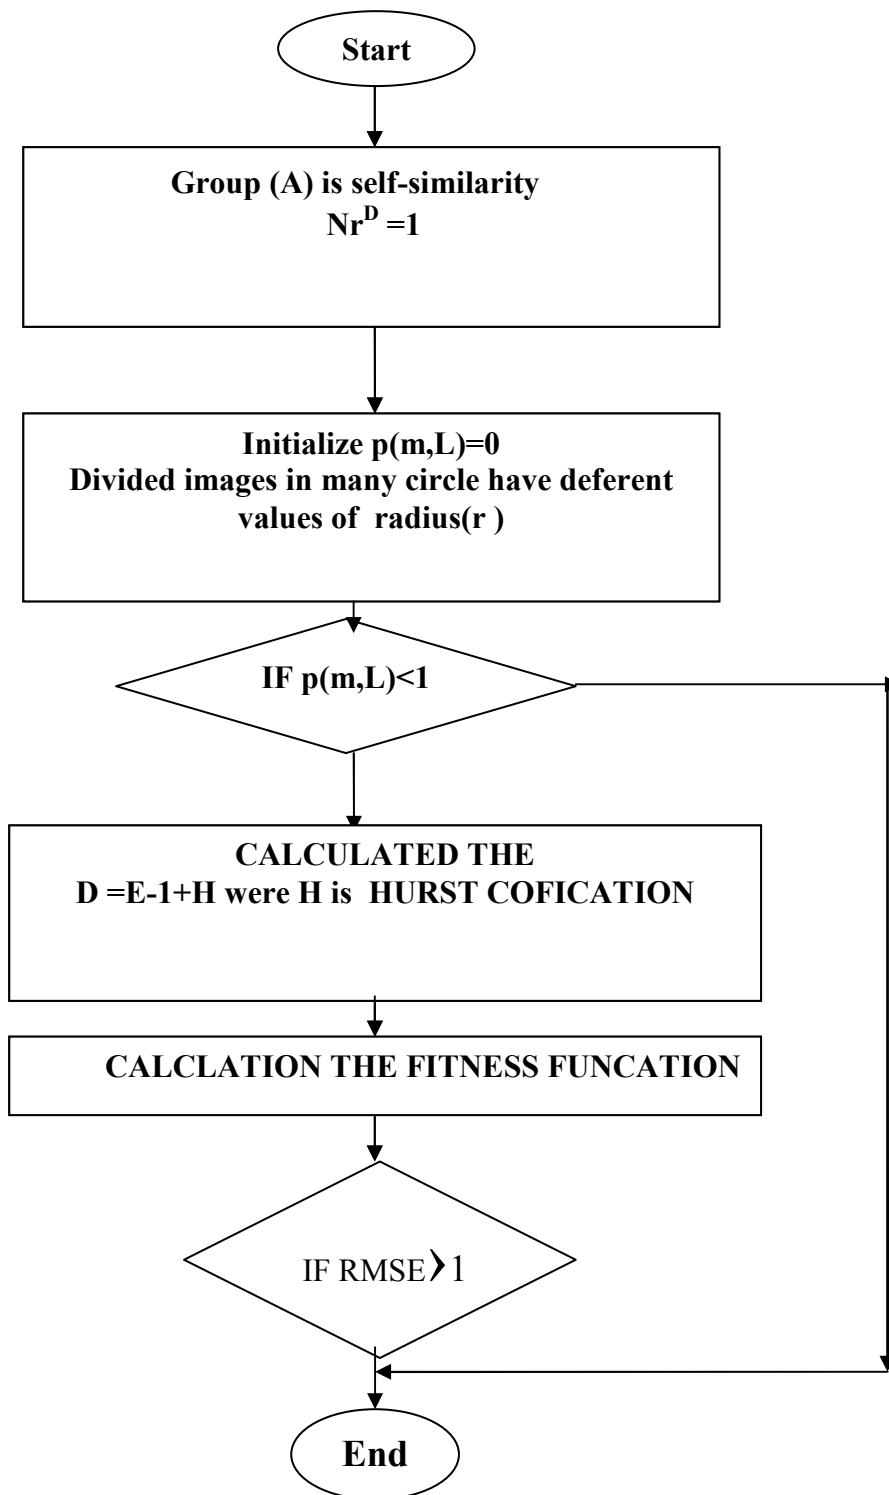 Start
Group (A) is self-similarity
Nr^D =1
Initialize p(m,L)=0
Divided images in many circle have deferent
values of radius(r )
IF p(m,L)<1
CALCULATED THE
D =E-1+H were H is HURST COFICATION
CALCLATION THE FITNESS FUNCATION
IF RMSE>1
End